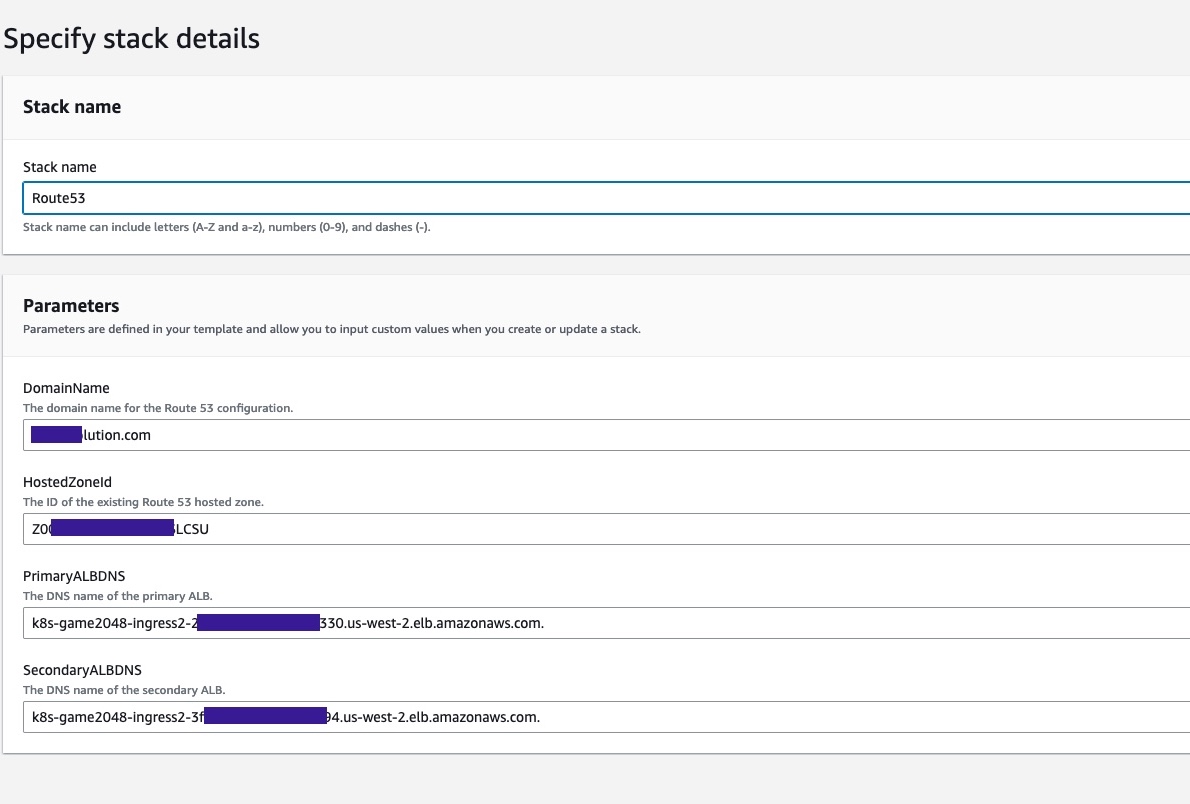 Specify stack details
Stack name
Stack name
Route53
Stack name can include letters (A-Z and a-z), numbers (0-9), and dashes (-).
Parameters
Parameters are defined in your template and allow you to input custom values when you create or update a stack.
DomainName
The domain name for the Route 53 configuration.
lution.com
HostedZoneId
The ID of the existing Route 53 hosted zone.
Z00 LCSU
PrimaryALBDNS
The DNS name of the primary ALB.
k8s-game2048-ingress2-2 330.us-west-2.elb.amazonaws.com.
SecondaryALBDNS
The DNS name of the secondary ALB.
k8s-game2048-ingress2-3f 94.us-west-2.elb.amazonaws.com.